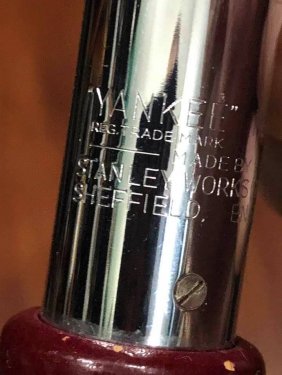 "YANKEE"
REG. TRADE MARK
MADE BY
STANLEY WORKS
SHEFFIELD,